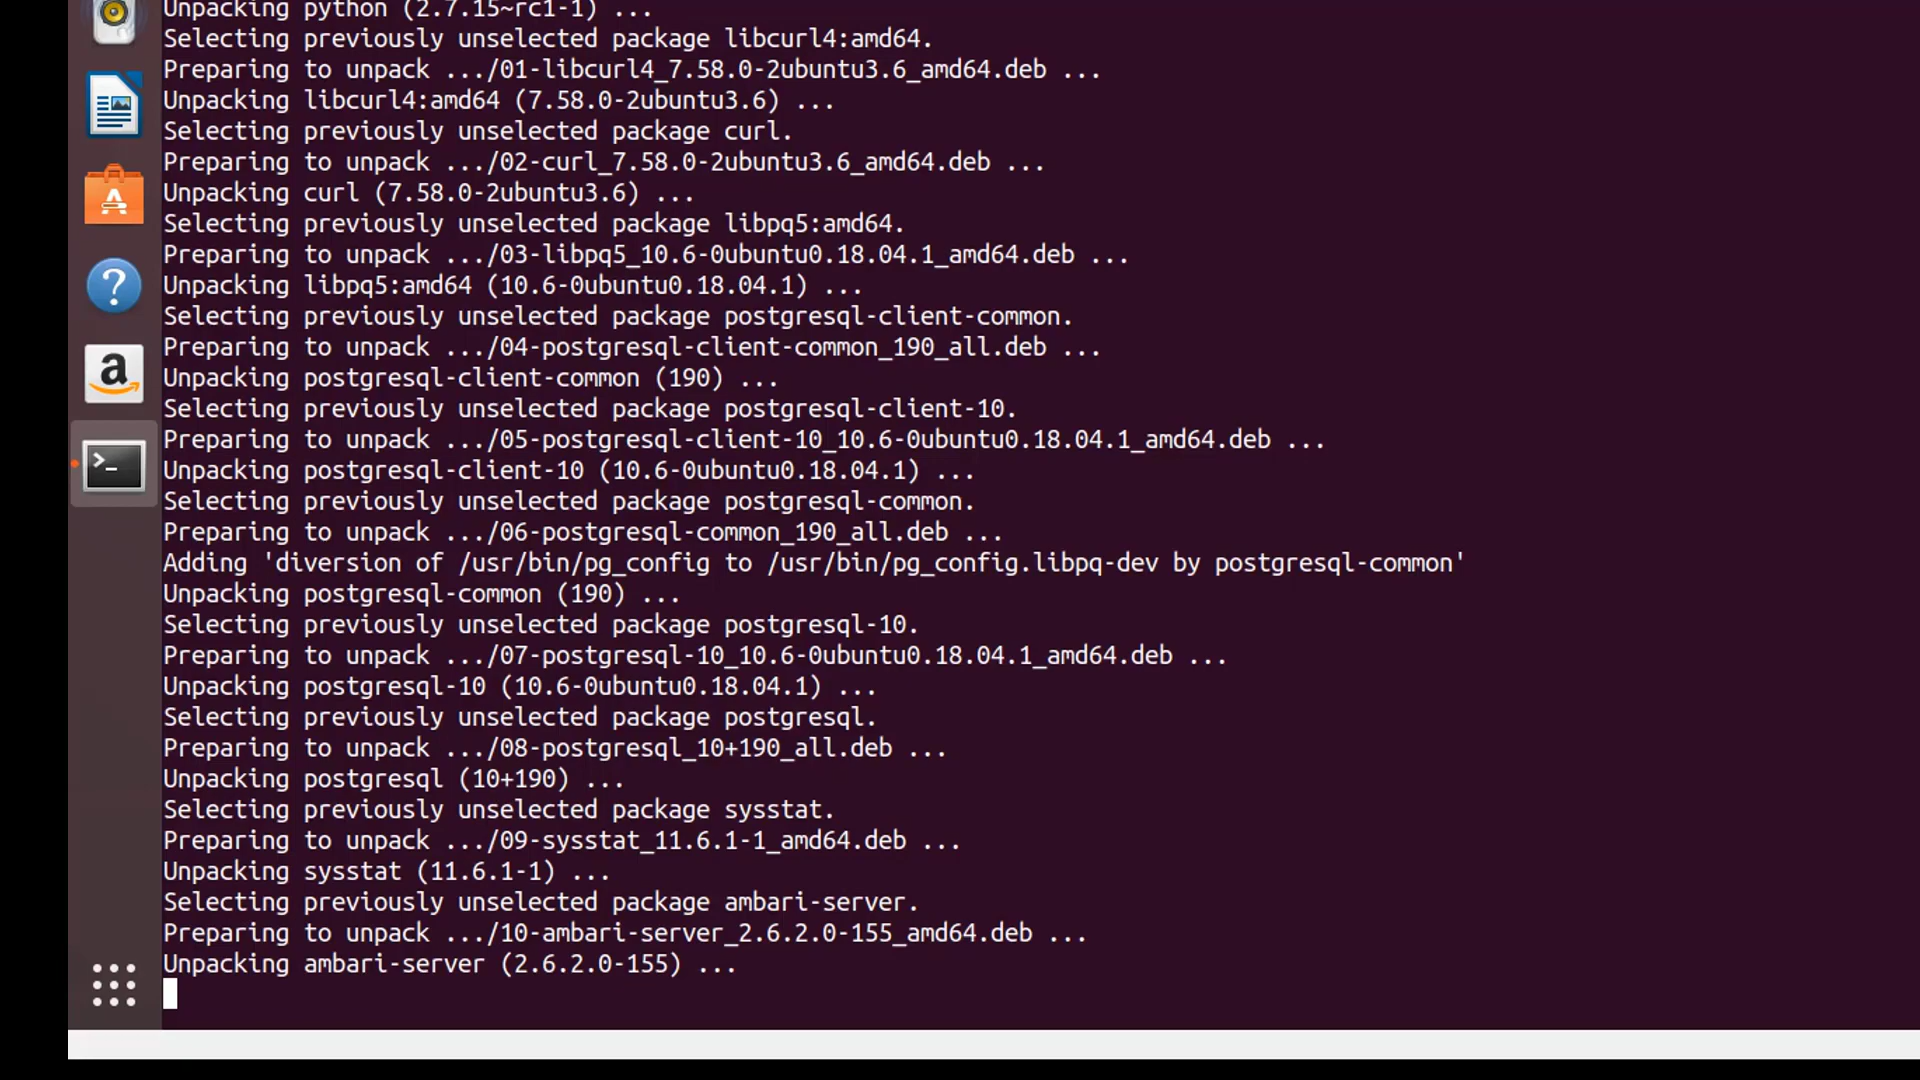 Unpacking python (2.7.15~rc1-1) ...
Selecting previously unselected package libcurl4:amd64.
Preparing to unpack .../01-libcurl4_7.58.0-2ubuntu3.6_amd64.deb ...
Unpacking libcurl4:amd64 (7.58.0-2ubuntu3.6) ...
Selecting previously unselected package curl.
Preparing to unpack .../02-curl_7.58.0-2ubuntu3.6_amd64.deb ...
Unpacking curl (7.58.0-2ubuntu3.6) ...
Selecting previously unselected package libpq5:amd64.
Preparing to unpack .../03-libpq5_10.6-0ubuntu0.18.04.1_amd64.deb ...
Unpacking libpq5:amd64 (10.6-0ubuntu0.18.04.1) ...
Selecting previously unselected package postgresql-client-common.
Preparing to unpack .../04-postgresql-client-common_190_all.deb ...
Unpacking postgresql-client-common (190) ...
Selecting previously unselected package postgresql-client-10.
Preparing to unpack .../05-postgresql-client-10_10.6-0ubuntu0.18.04.1_amd64.deb ...
Unpacking postgresql-client-10 (10.6-0ubuntu0.18.04.1) ...
Selecting previously unselected package postgresql-common.
Preparing to unpack .../06-postgresql-common_190_all.deb ...
Adding 'diversion of /usr/bin/pg_config to /usr/bin/pg_config.libpq-dev by postgresql-common'
Unpacking postgresql-common (190) ...
Selecting previously unselected package postgresql-10.
Preparing to unpack .../07-postgresql-10_10.6-0ubuntu0.18.04.1_amd64.deb ...
Unpacking postgresql-10 (10.6-0ubuntu0.18.04.1) ...
Selecting previously unselected package postgresql.
Preparing to unpack .../08-postgresql_10+190_all.deb ...
Unpacking postgresql (10+190) ...
Selecting previously unselected package sysstat.
Preparing to unpack .../09-sysstat_11.6.1-1_amd64.deb ...
Unpacking sysstat (11.6.1-1) ...
Selecting previously unselected package ambari-server.
Preparing to unpack .../10-ambari-server_2.6.2.0-155_amd64.deb ...
Unpacking ambari-server (2.6.2.0-155) ...